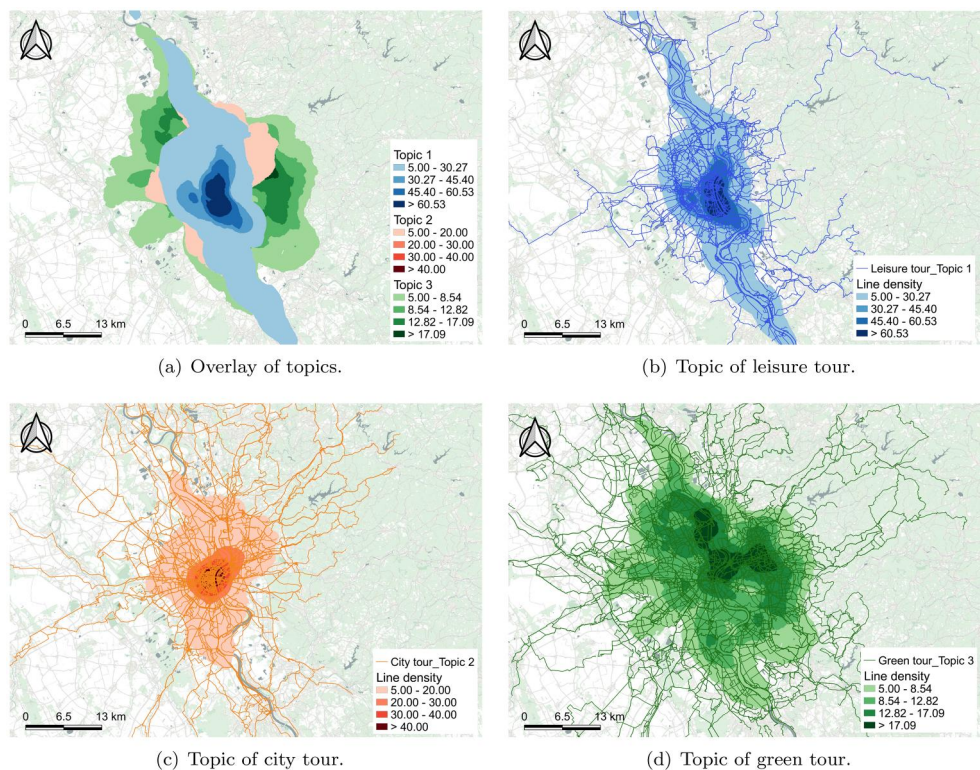 Topic 1
5.00 - 30.27
30.27 - 45.40
45.40 - 60.53
> 60.53
Topic 2
5.00 - 20.00
20.00 - 30.00
30.00 - 40.00
> 40.00
Topic 3
5.00 - 8.54
8.54 - 12.82
12.82 - 17.09
> 17.09
0 6.5 13 km
(a) Overlay of topics.
Leisure tour_Topic 1
Line density
5.00 - 30.27
30.27 - 45.40
45.40 - 60.53
> 60.53
0 6.5 13 km
(b) Topic of leisure tour.
City tour_Topic 2
Line density
5.00 - 20.00
20.00 - 30.00
30.00 - 40.00
> 40.00
0 6.5 13 km
(c) Topic of city tour.
Green tour_Topic 3
Line density
5.00 - 8.54
8.54 - 12.82
12.82 - 17.09
> 17.09
0 6.5 13 km
(d) Topic of green tour.